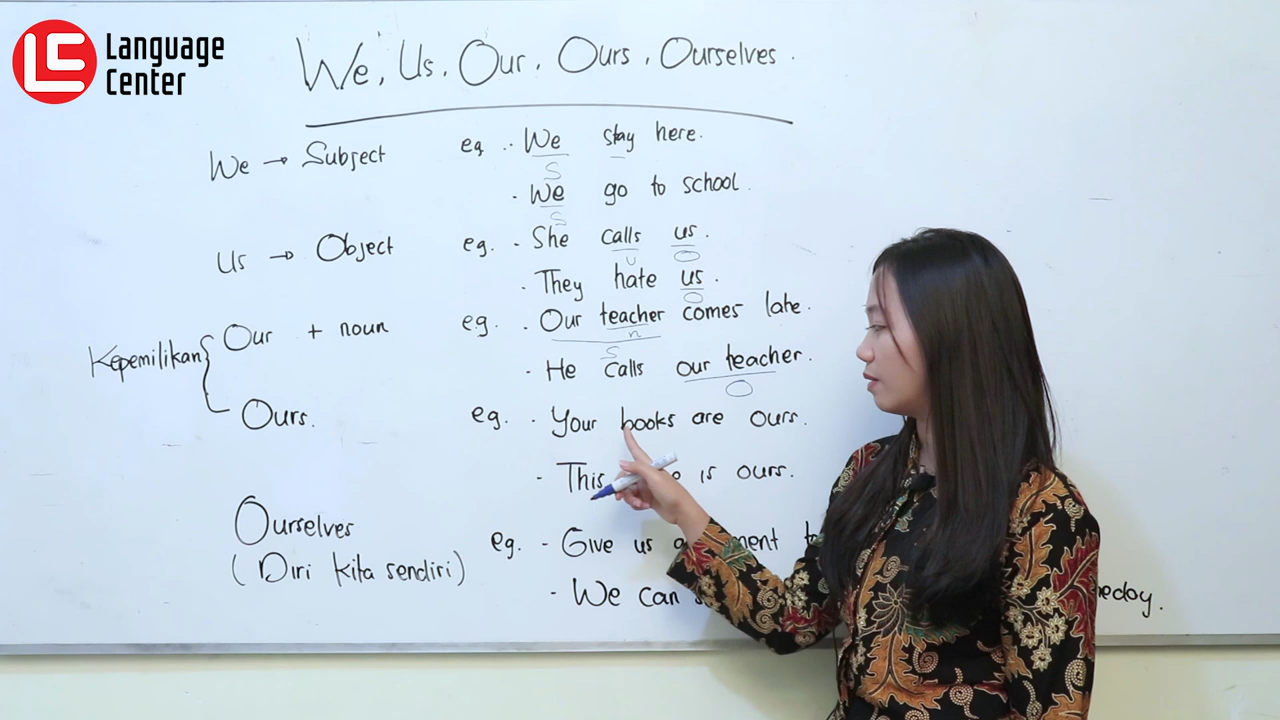 Language
Center
We, Us, Our, Ours, Ourselves.
We → Subject eg. · We stay here.
S
· We go to school.
S
Us → Object eg. · She calls us.
v O
· They hate us.
O
Kepemilikan
Our + noun eg. · Our teacher comes late.
n
S
· He calls our teacher.
O
Ours. eg. · Your books are ours.
· This is ours.
Ourselves eg. · Give us
(Diri kita sendiri)
· We can